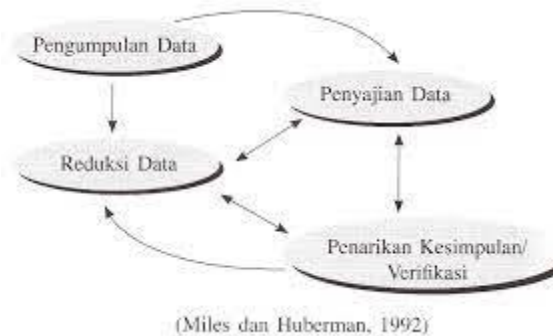 Pengumpulan Data
Penyajian Data
Reduksi Data
Penarikan Kesimpulan/
Verifikasi
(Miles dan Huberman, 1992)